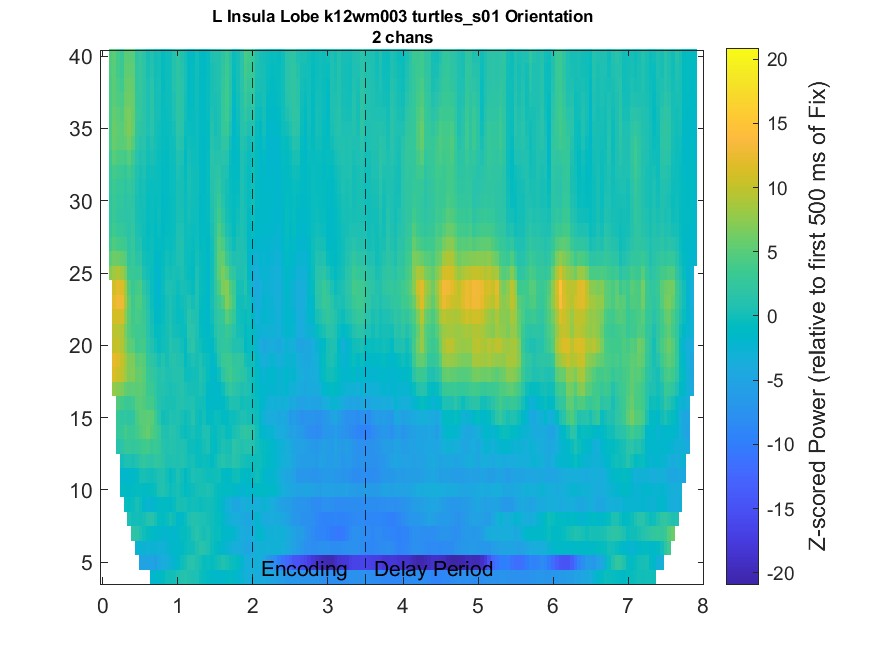 L Insula Lobe k12wm003 turtles_s01 Orientation
2 chans
40
35
30
25
20
15
10
5
Encoding
Delay Period
0 1 2 3 4 5 6 7 8
20
15
10
5
0
-5
-10
-15
-20
Z-scored Power (relative to first 500 ms of Fix)